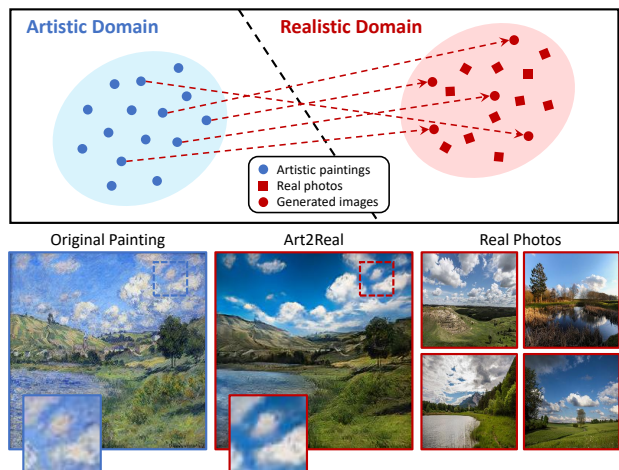 Artistic Domain
Realistic Domain
Artistic paintings
Real photos
Generated images
Original Painting
Art2Real
Real Photos